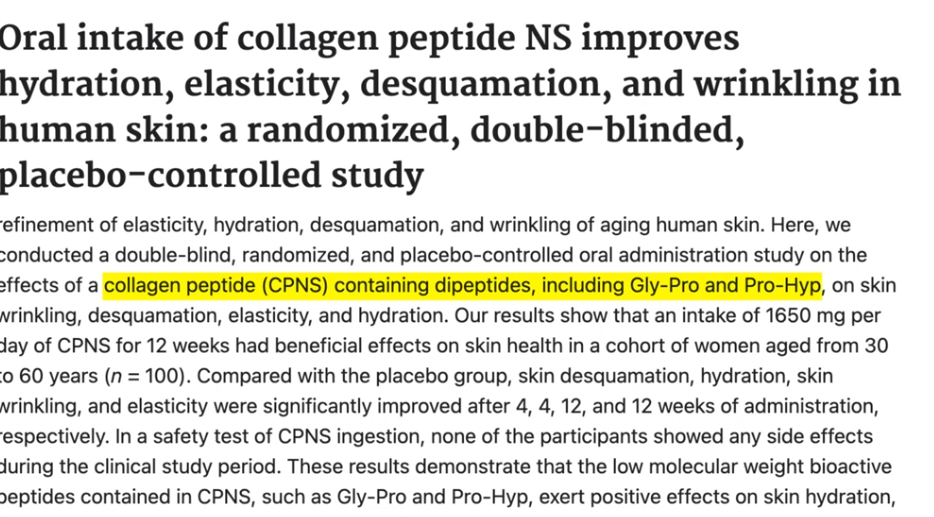 Oral intake of collagen peptide NS improves
hydration, elasticity, desquamation, and wrinkling in
human skin: a randomized, double-blinded,
placebo-controlled study
refinement of elasticity, hydration, desquamation, and wrinkling of aging human skin. Here, we
conducted a double-blind, randomized, and placebo-controlled oral administration study on the
effects of a collagen peptide (CPNS) containing dipeptides, including Gly-Pro and Pro-Hyp, on skin
wrinkling, desquamation, elasticity, and hydration. Our results show that an intake of 1650 mg per
day of CPNS for 12 weeks had beneficial effects on skin health in a cohort of women aged from 30
to 60 years (n = 100). Compared with the placebo group, skin desquamation, hydration, skin
wrinkling, and elasticity were significantly improved after 4, 4, 12, and 12 weeks of administration,
respectively. In a safety test of CPNS ingestion, none of the participants showed any side effects
during the clinical study period. These results demonstrate that the low molecular weight bioactive
peptides contained in CPNS, such as Gly-Pro and Pro-Hyp, exert positive effects on skin hydration,